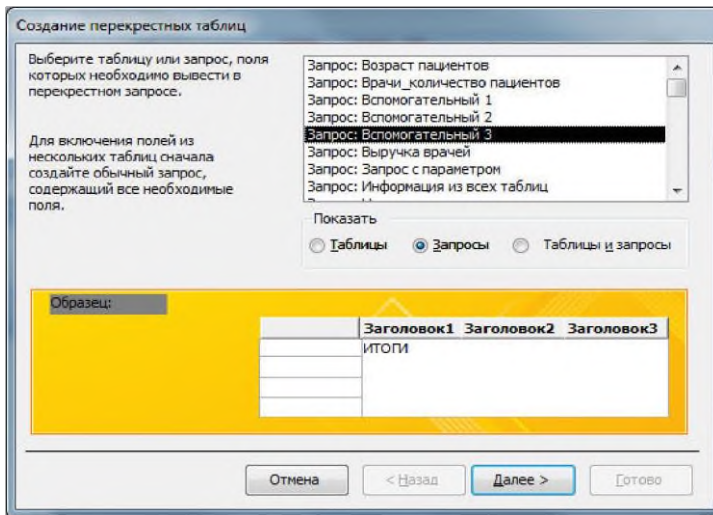 Создание перекрестных таблиц
Выберите таблицу или запрос, поля
которых необходимо вывести в
перекрестном запросе.
Для включения полей из
нескольких таблиц сначала
создайте обычный запрос,
содержащий все необходимые
поля.
Запрос: Возраст пациентов
Запрос: Врачи_количество пациентов
Запрос: Вспомогательный 1
Запрос: Вспомогательный 2
Запрос: Вспомогательный 3
Запрос: Выручка врачей
Запрос: Запрос с параметром
Запрос: Информация из всех таблиц
Показать
Таблицы Запросы Таблицы и запросы
Образец:
Заголовок1 Заголовок2 Заголовок3
ИТОГИ
Отмена < Назад Далее > Готово